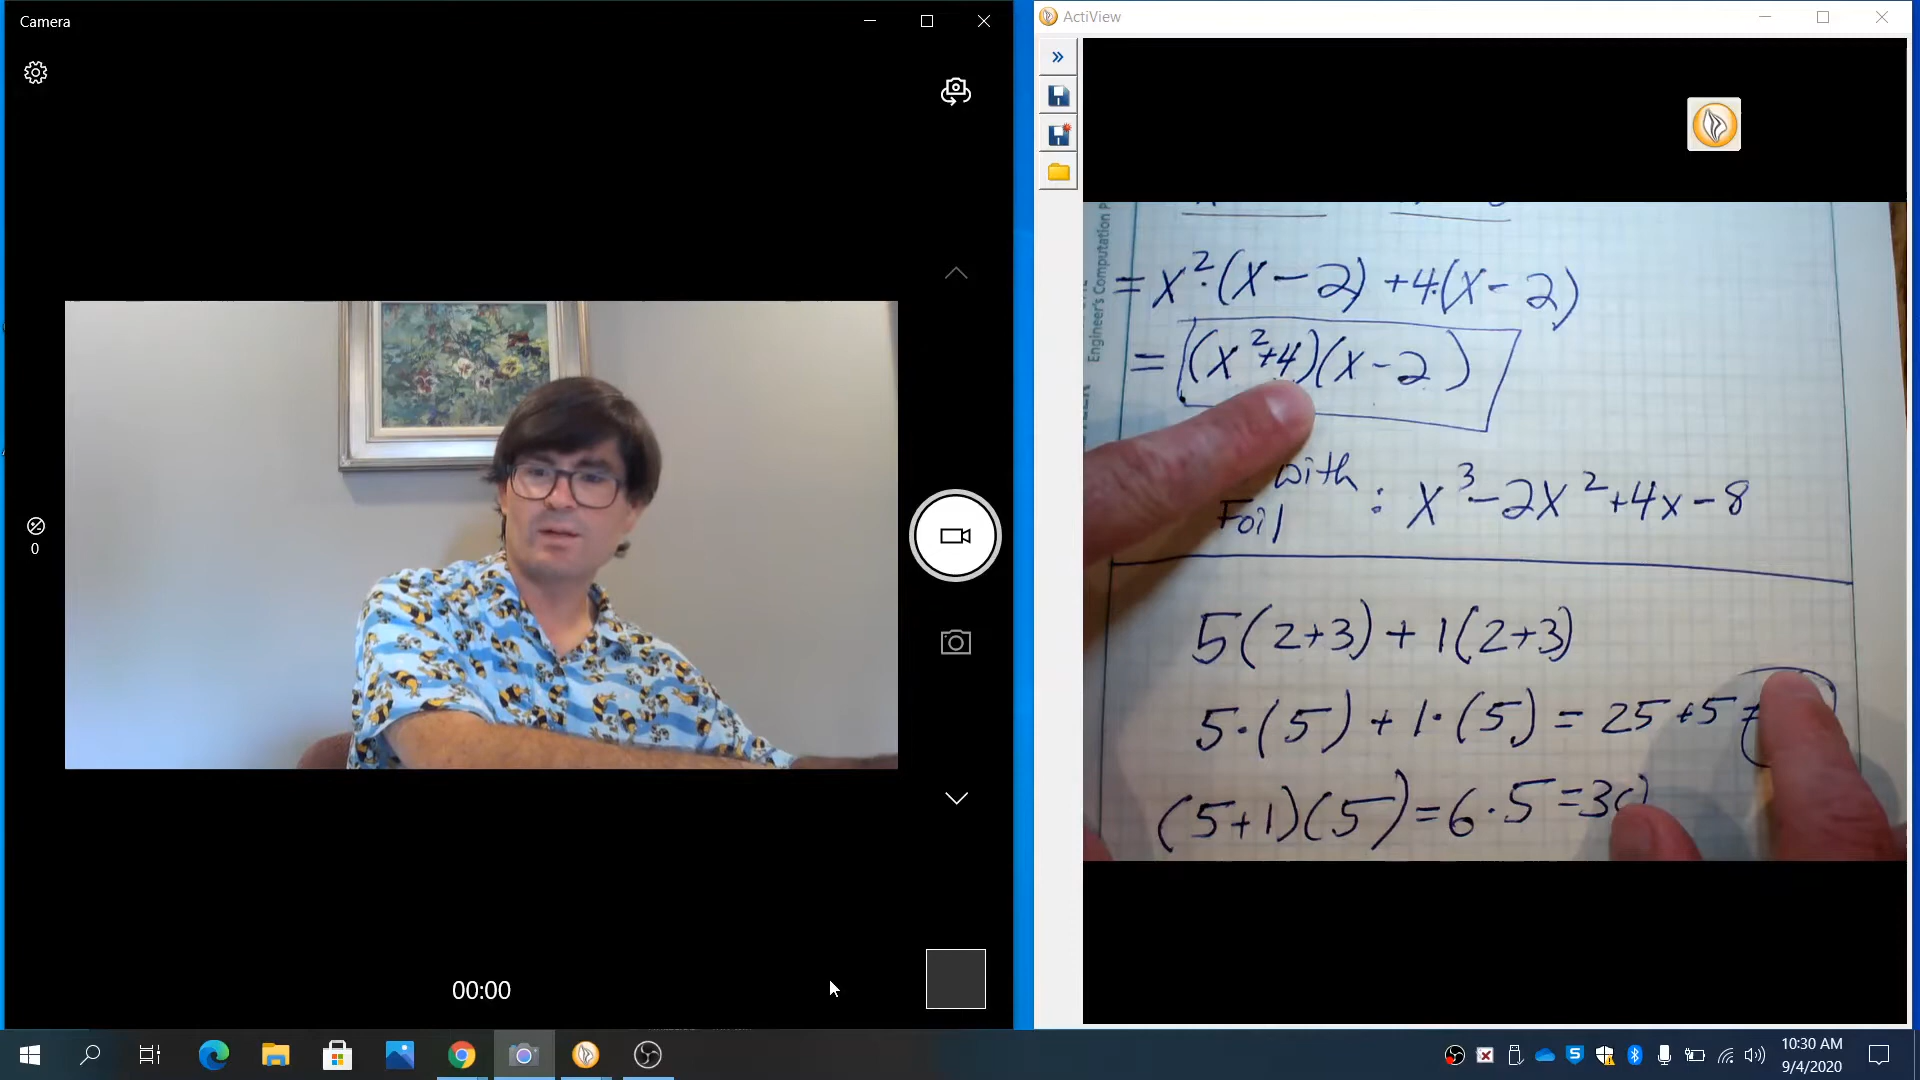 Camera
ActiView
0
00:00
Engineer's Computation P
= x²·(x-2) +4·(x-2)
= (x²+4)(x-2)
with
Foil : x³-2x²+4x-8
5(2+3) + 1(2+3)
5·(5) + 1·(5) = 25+5 =
(5+1)(5) = 6·5 = 30
10:30 AM
9/4/2020